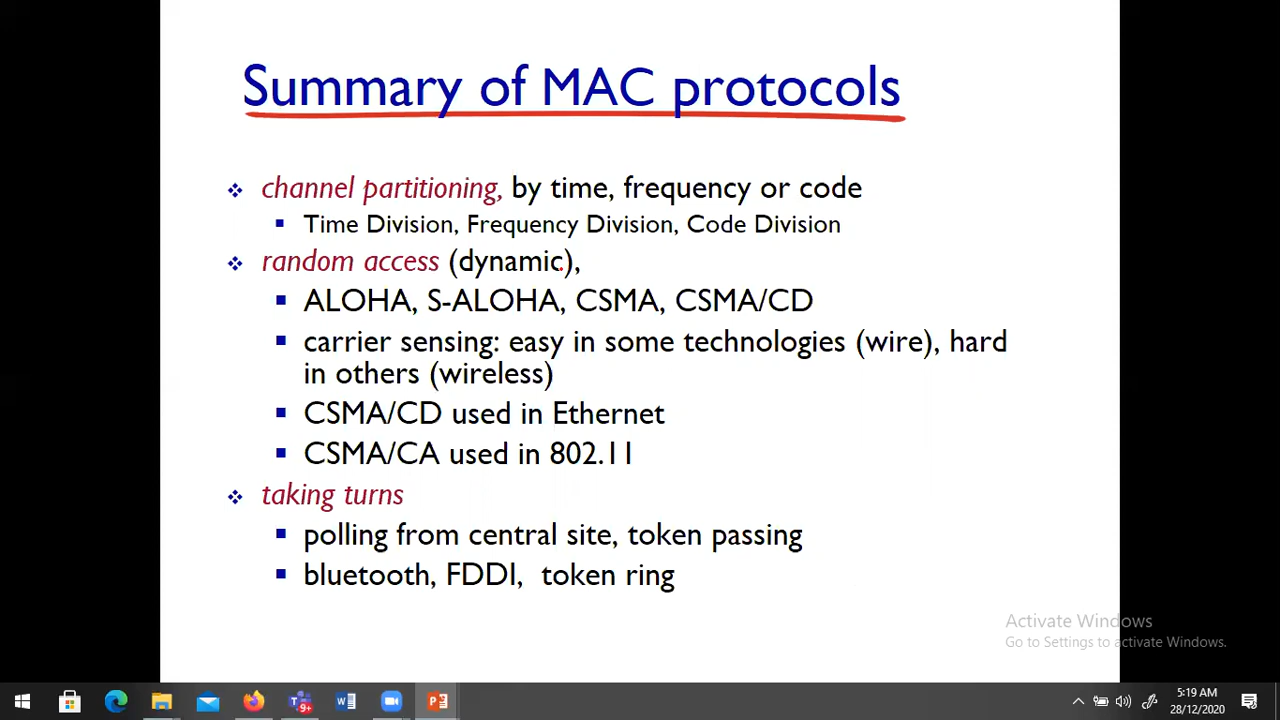 Summary of MAC protocols
channel partitioning, by time, frequency or code
Time Division, Frequency Division, Code Division
random access (dynamic),
ALOHA, S-ALOHA, CSMA, CSMA/CD
carrier sensing: easy in some technologies (wire), hard
in others (wireless)
CSMA/CD used in Ethernet
CSMA/CA used in 802.11
taking turns
polling from central site, token passing
bluetooth, FDDI, token ring
Activate Windows
Go to Settings to activate Windows.
9+
5:19 AM
28/12/2020